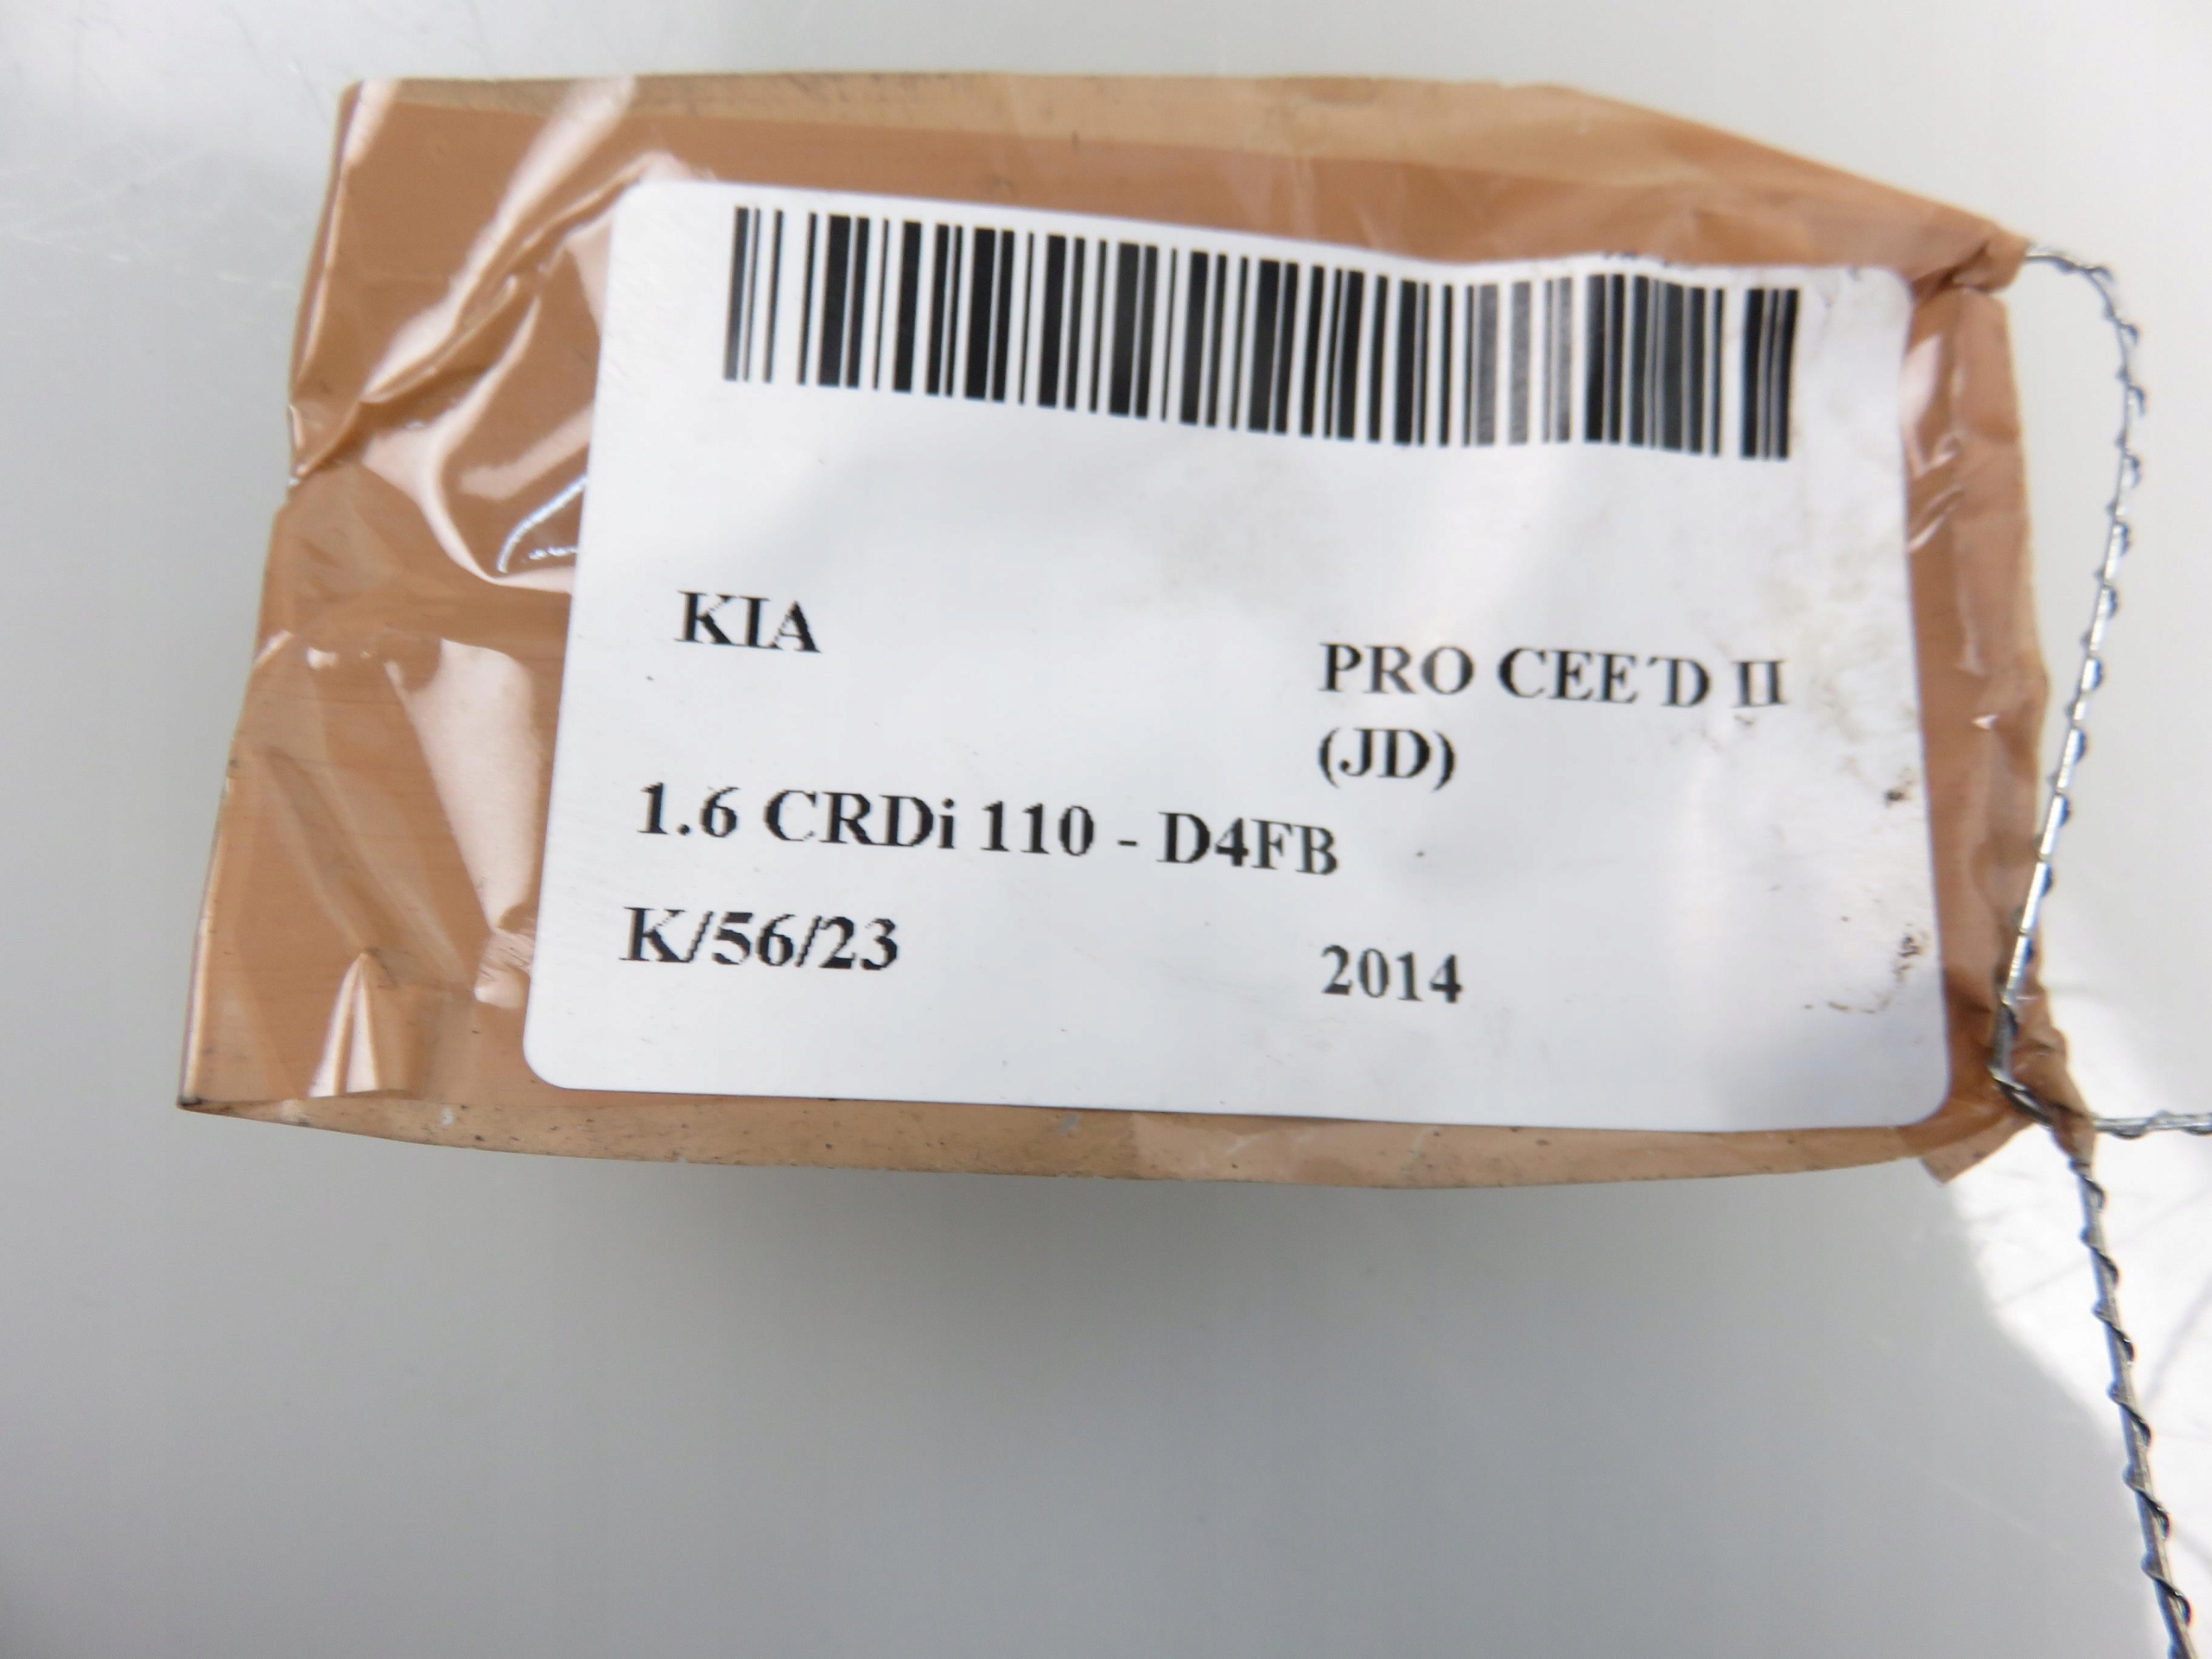 KIA
PRO CEE´D II
(JD)
1.6 CRDi 110 - D4FB
K/56/23
2014